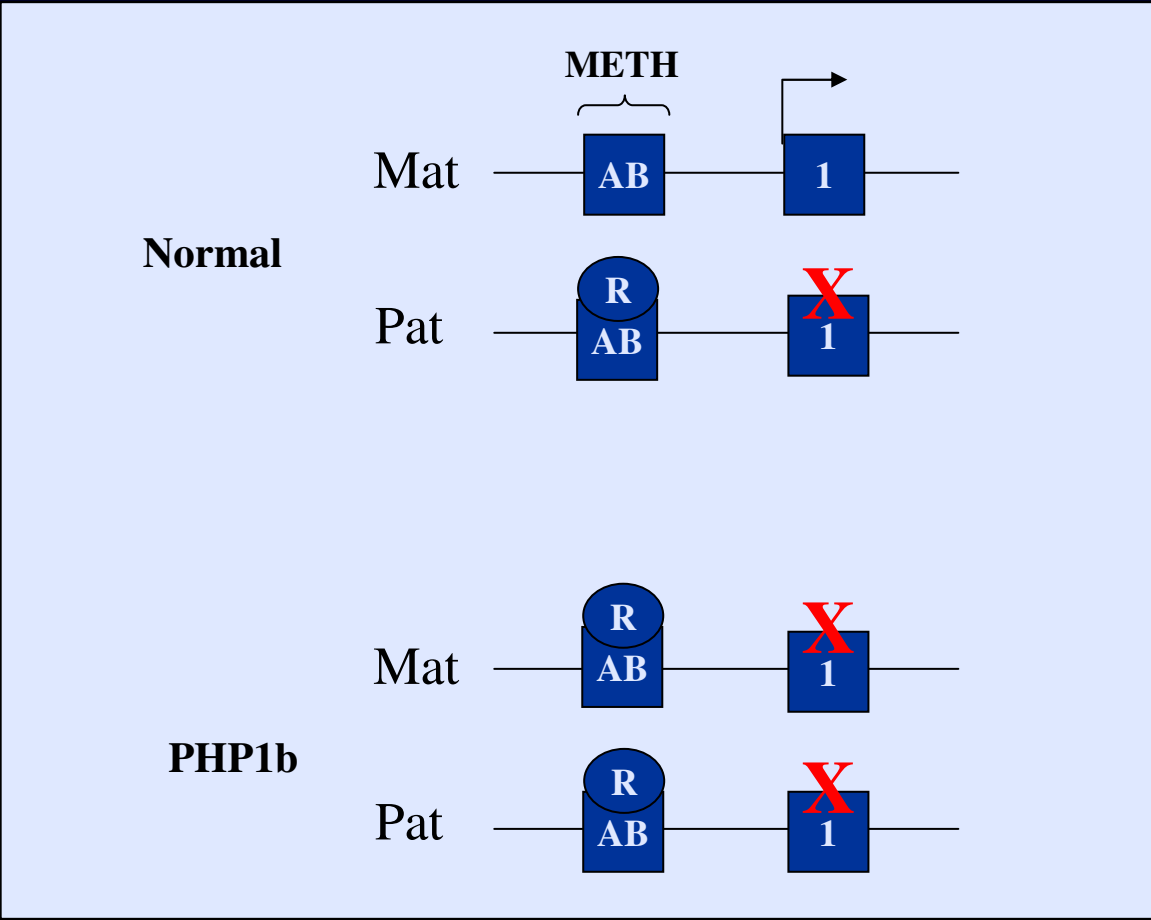 METH
Mat AB 1
Normal
R X
Pat AB 1
R X
Mat AB 1
PHP1b
R X
Pat AB 1